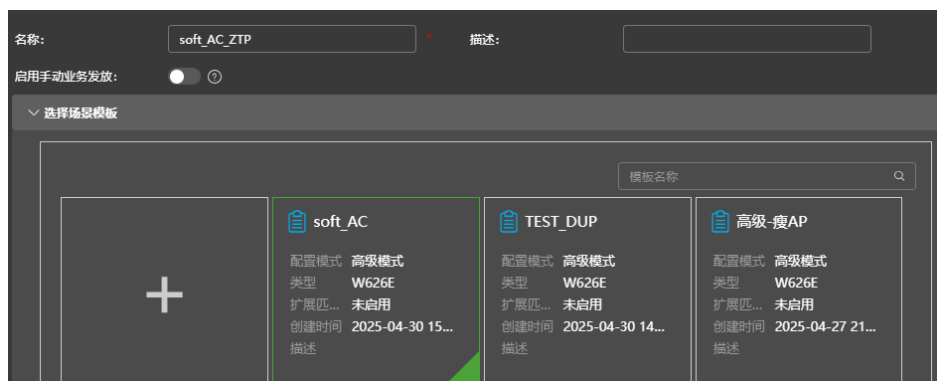 名称： soft_AC_ZTP * 描述：
启用手动业务发放： ?
选择场景模板
模板名称
soft_AC TEST_DUP 高级-瘦AP
配置模式 高级模式 配置模式 高级模式 配置模式 高级模式
类型 W626E 类型 W626E 类型 W626E
扩展匹... 未启用 扩展匹... 未启用 扩展匹... 未启用
创建时间 2025-04-30 15... 创建时间 2025-04-30 14... 创建时间 2025-04-27 21...
描述 描述 描述